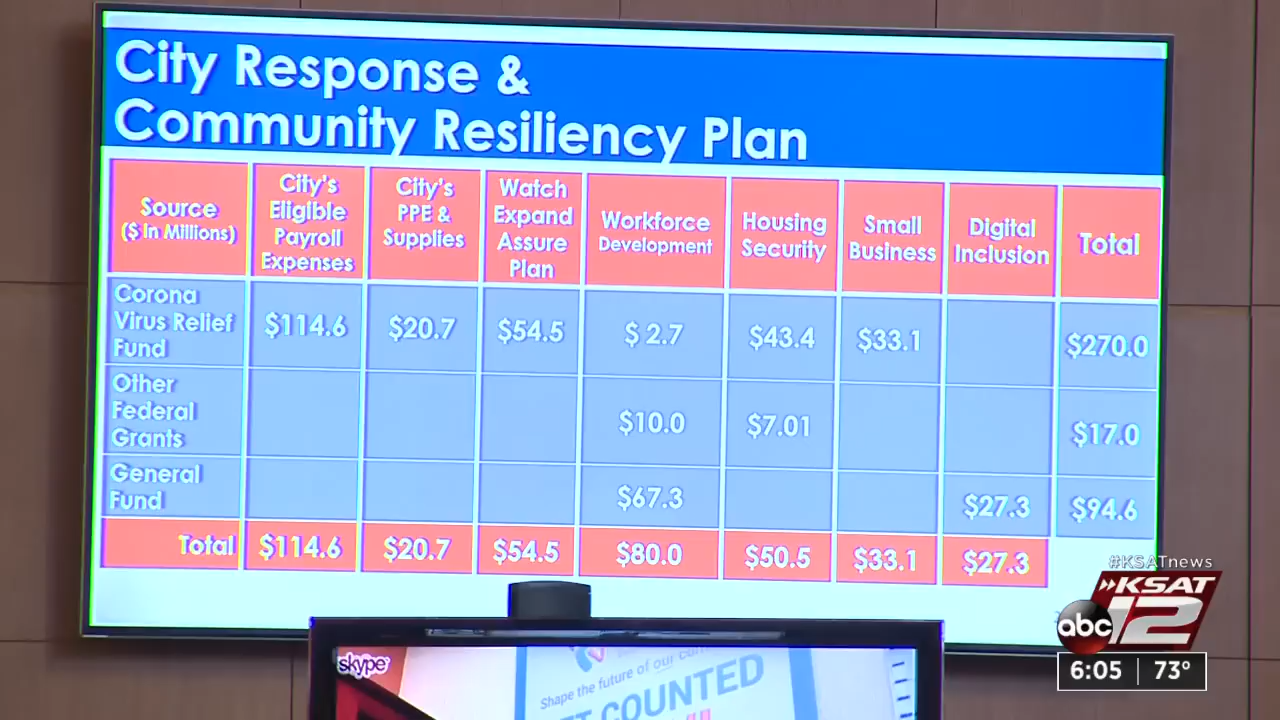 City Response &
Community Resiliency Plan
Source
($ In Millions)
City's
Eligible
Payroll
Expenses
City's
PPE &
Supplies
Watch
Expand
Assure
Plan
Workforce
Development
Housing
Security
Small
Business
Digital
Inclusion
Total
Corona
Virus Relief
Fund
$114.6
$20.7
$54.5
$ 2.7
$43.4
$33.1
$270.0
Other
Federal
Grants
$10.0
$7.01
$17.0
General
Fund
$67.3
$27.3
$94.6
Total
$114.6
$20.7
$54.5
$80.0
$50.5
$33.1
$27.3
#KSATnews
KSAT
abc 12
6:05 73°
skype
Shape the future of our
COUNTED